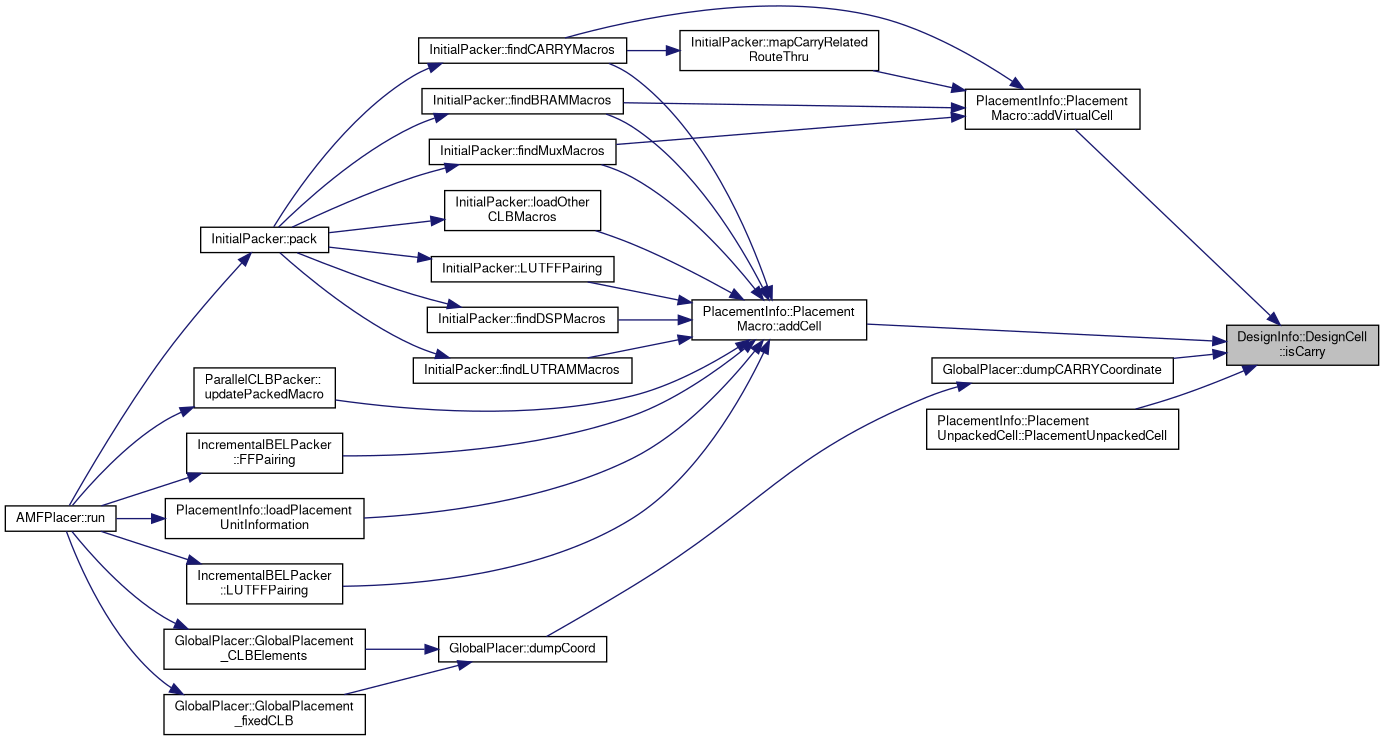 InitialPacker::findCARRYMacros
InitialPacker::mapCarryRelated
RouteThru
PlacementInfo::Placement
Macro::addVirtualCell
InitialPacker::findBRAMMacros
InitialPacker::findMuxMacros
InitialPacker::loadOther
CLBMacros
InitialPacker::pack
InitialPacker::LUTFFPairing
InitialPacker::findDSPMacros
PlacementInfo::Placement
Macro::addCell
DesignInfo::DesignCell
::isCarry
InitialPacker::findLUTRAMMacros
GlobalPlacer::dumpCARRYCoordinate
ParallelCLBPacker::
updatePackedMacro
PlacementInfo::Placement
UnpackedCell::PlacementUnpackedCell
IncrementalBELPacker
::FFPairing
AMFPlacer::run
PlacementInfo::loadPlacement
UnitInformation
IncrementalBELPacker
::LUTFFPairing
GlobalPlacer::GlobalPlacement
_CLBElements
GlobalPlacer::dumpCoord
GlobalPlacer::GlobalPlacement
_fixedCLB